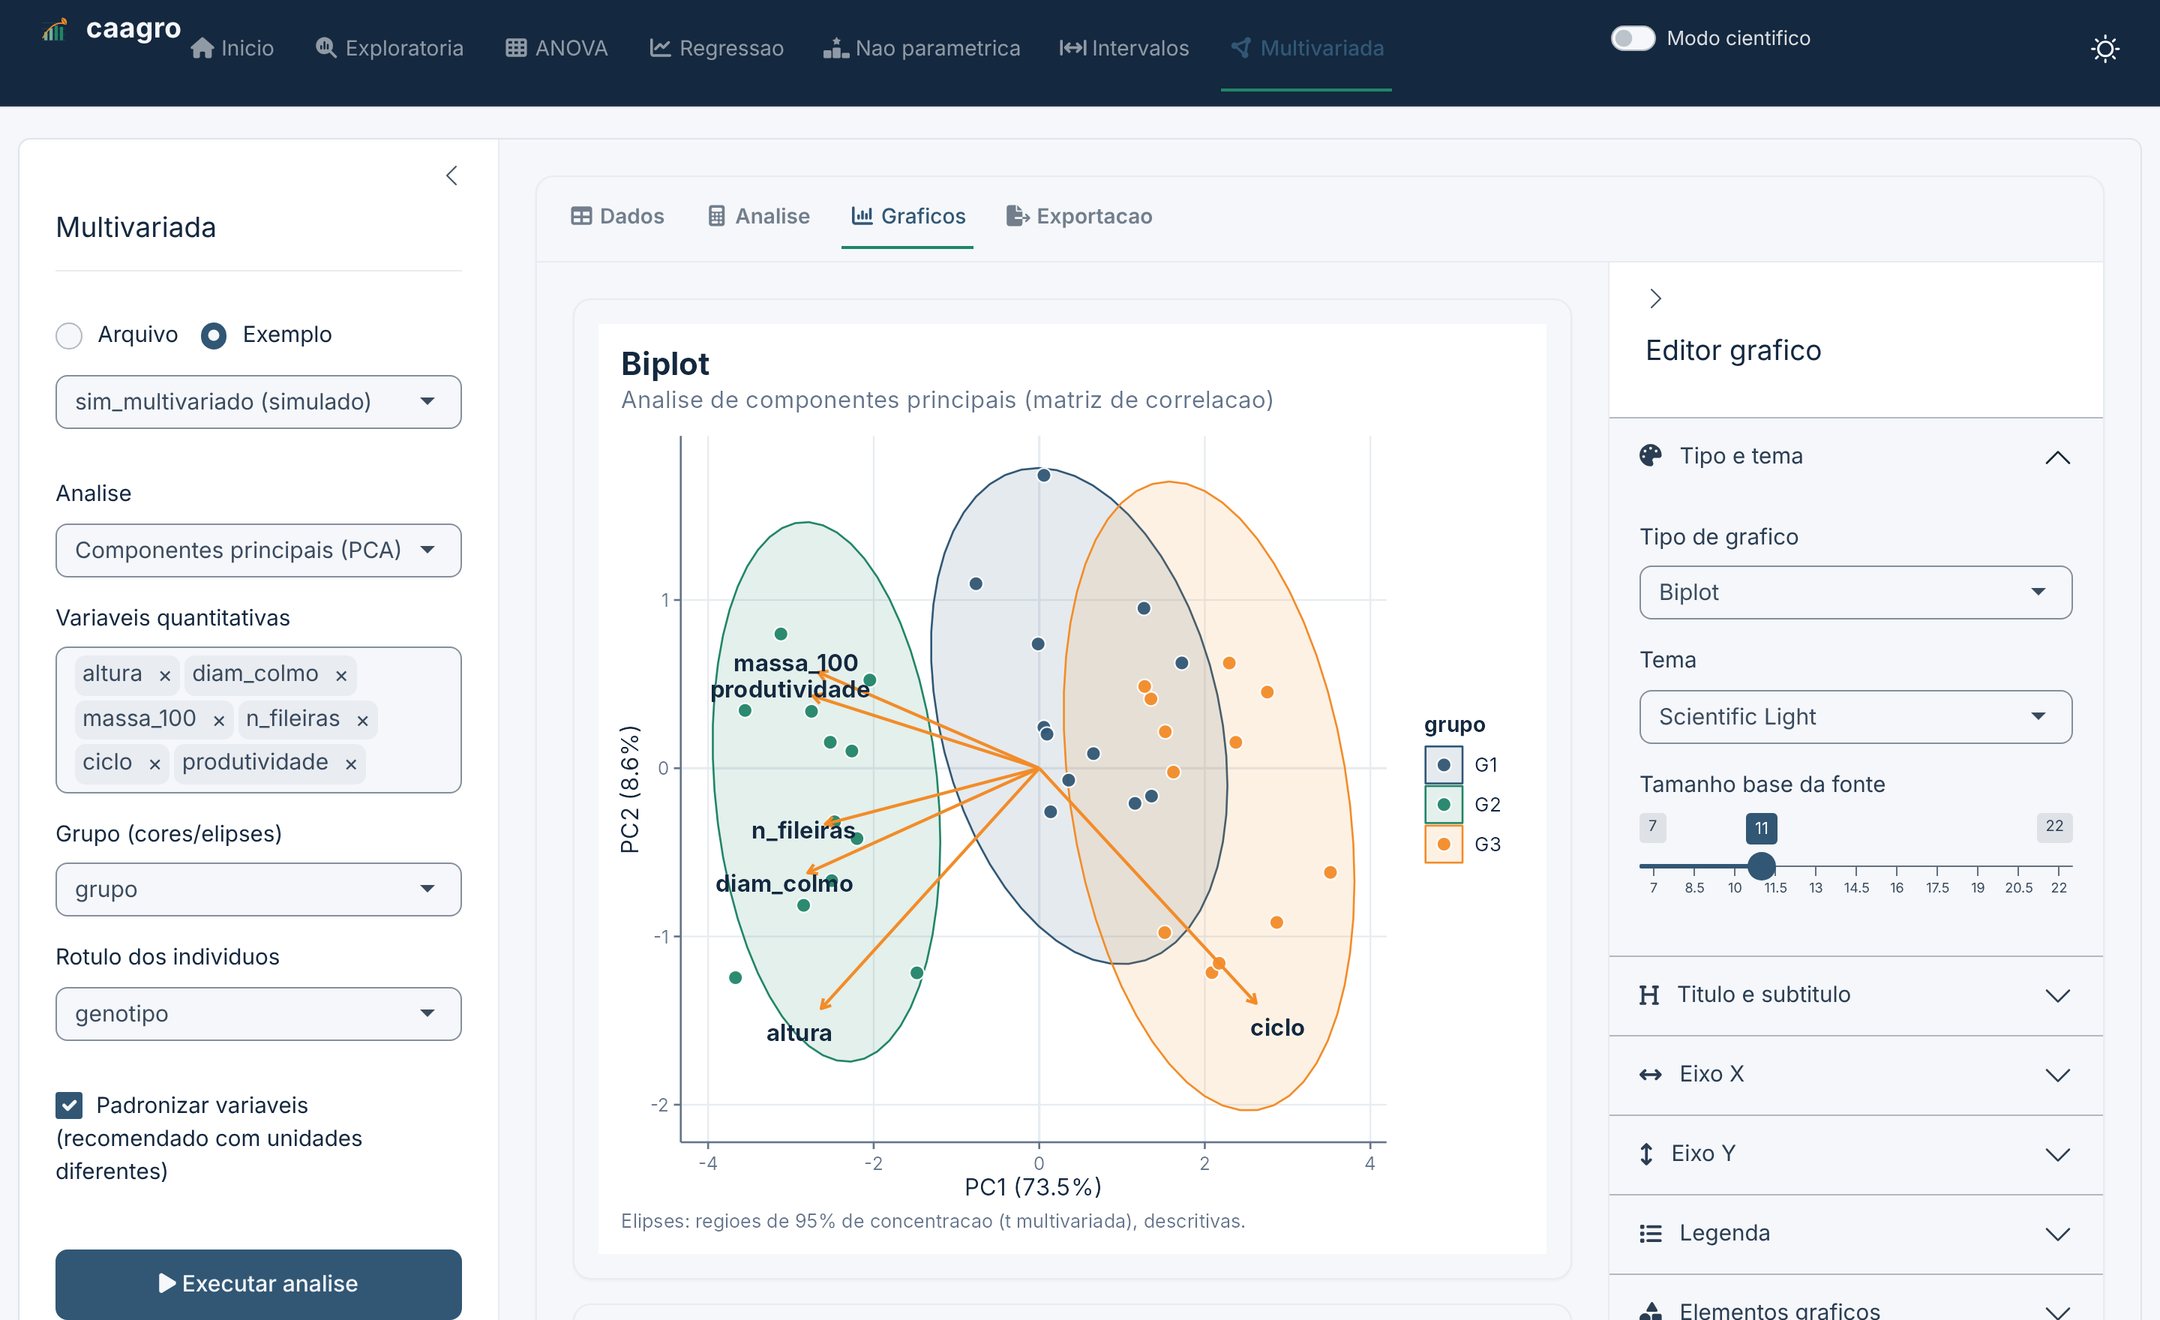 caagro
Inicio
Exploratoria
ANOVA
Regressao
Nao parametrica
Intervalos
Multivariada
Modo cientifico
Multivariada
Arquivo
Exemplo
sim_multivariado (simulado)
Analise
Componentes principais (PCA)
Variaveis quantitativas
altura × diam_colmo ×
massa_100 × n_fileiras ×
ciclo × produtividade ×
Grupo (cores/elipses)
grupo
Rotulo dos individuos
genotipo
Padronizar variaveis
(recomendado com unidades
diferentes)
Executar analise
Dados
Analise
Graficos
Exportacao
Biplot
Analise de componentes principais (matriz de correlacao)
PC2 (8.6%)
1
0
-1
-2
massa_100
produtividade
n_fileiras
diam_colmo
altura
ciclo
-4 -2 0 2 4
PC1 (73.5%)
grupo
G1
G2
G3
Elipses: regioes de 95% de concentracao (t multivariada), descritivas.
Editor grafico
Tipo e tema
Tipo de grafico
Biplot
Tema
Scientific Light
Tamanho base da fonte
7 11 22
7 8.5 10 11.5 13 14.5 16 17.5 19 20.5 22
Titulo e subtitulo
Eixo X
Eixo Y
Legenda
Elementos graficos